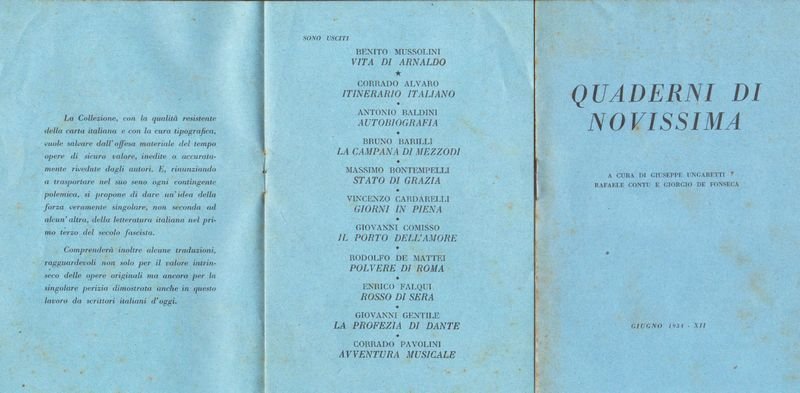 La Collezione, con la qualità resistente
della carta italiana e con la cura tipografica,
vuole salvare dall'offesa materiale del tempo
opere di sicuro valore, inedite o accurata-
mente rivedute dagli autori. E, rinunziando
a trasportare nel suo seno ogni contingente
polemica, si propone di dare un'idea della
forza veramente singolare, non seconda ad
alcun'altra, della letteratura italiana nel pri-
mo terzo del secolo fascista.
Comprenderà inoltre alcune traduzioni,
ragguardevoli non solo per il valore intrin-
seco delle opere originali ma ancora per la
singolare perizia dimostrata anche in questo
lavoro da scrittori italiani d'oggi.
SONO USCITI
BENITO MUSSOLINI
VITA DI ARNALDO
★
CORRADO ALVARO
ITINERARIO ITALIANO
•
ANTONIO BALDINI
AUTOBIOGRAFIA
•
BRUNO BARILLI
LA CAMPANA DI MEZZODÌ
•
MASSIMO BONTEMPELLI
STATO DI GRAZIA
•
VINCENZO CARDARELLI
GIORNI IN PIENA
•
GIOVANNI COMISSO
IL PORTO DELL'AMORE
•
RODOLFO DE MATTEI
POLVERE DI ROMA
•
ENRICO FALQUI
ROSSO DI SERA
•
GIOVANNI GENTILE
LA PROFEZIA DI DANTE
•
CORRADO PAVOLINI
AVVENTURA MUSICALE
QUADERNI DI
NOVISSIMA
A CURA DI GIUSEPPE UNGARETTI
RAFAELE CONTU E GIORGIO DE FONSECA
GIUGNO 1934 - XII